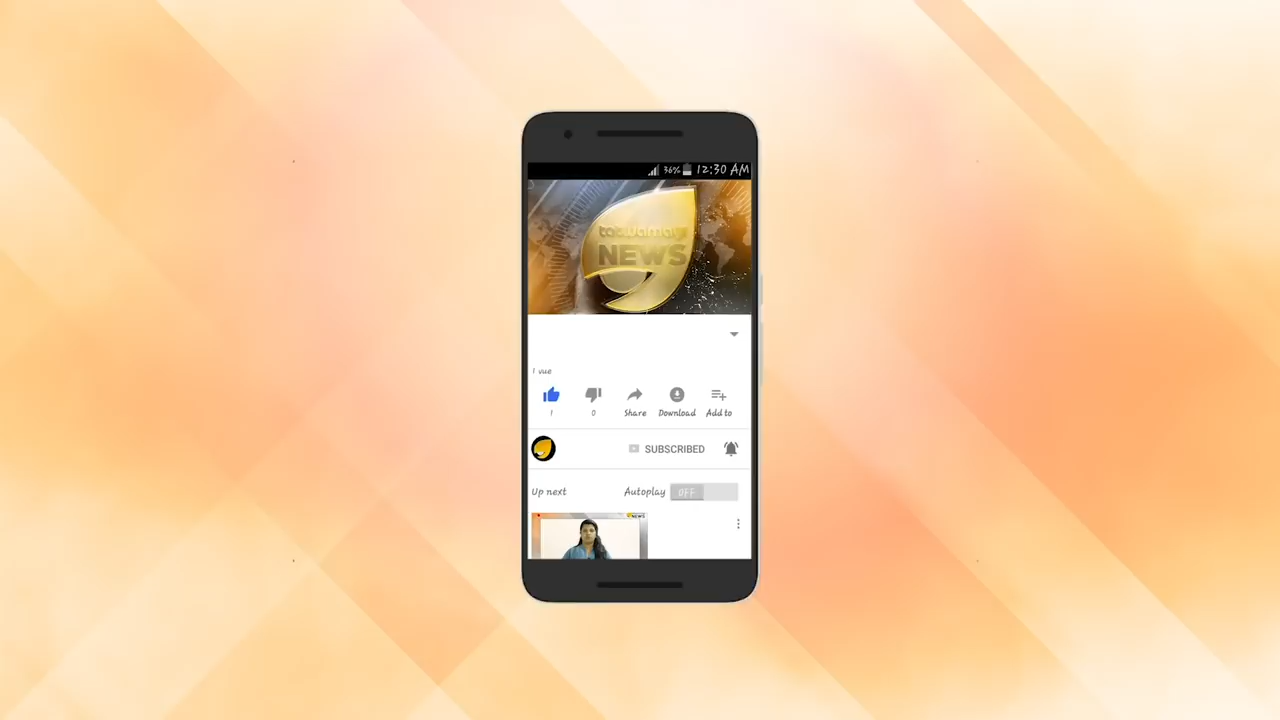 36% 12:30 AM
tatwamayi
NEWS
1 vue
1 0 Share Download Add to
SUBSCRIBED
Up next Autoplay OFF
NEWS